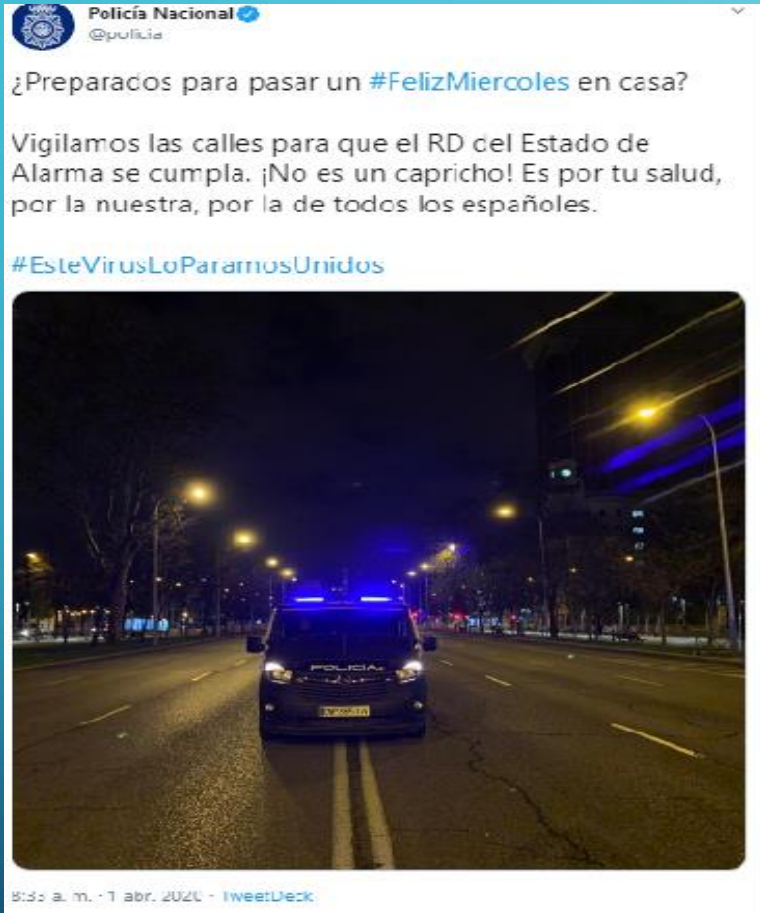 Policía Nacional
@policia
¿Preparados para pasar un #FelizMiercoles en casa?
Vigilamos las calles para que el RD del Estado de
Alarma se cumpla. ¡No es un capricho! Es por tu salud,
por la nuestra, por la de todos los españoles.
#EsteVirusLoParamosUnidos
POLICIA
8:33 a. m. · 1 abr. 2020 · TweetDeck